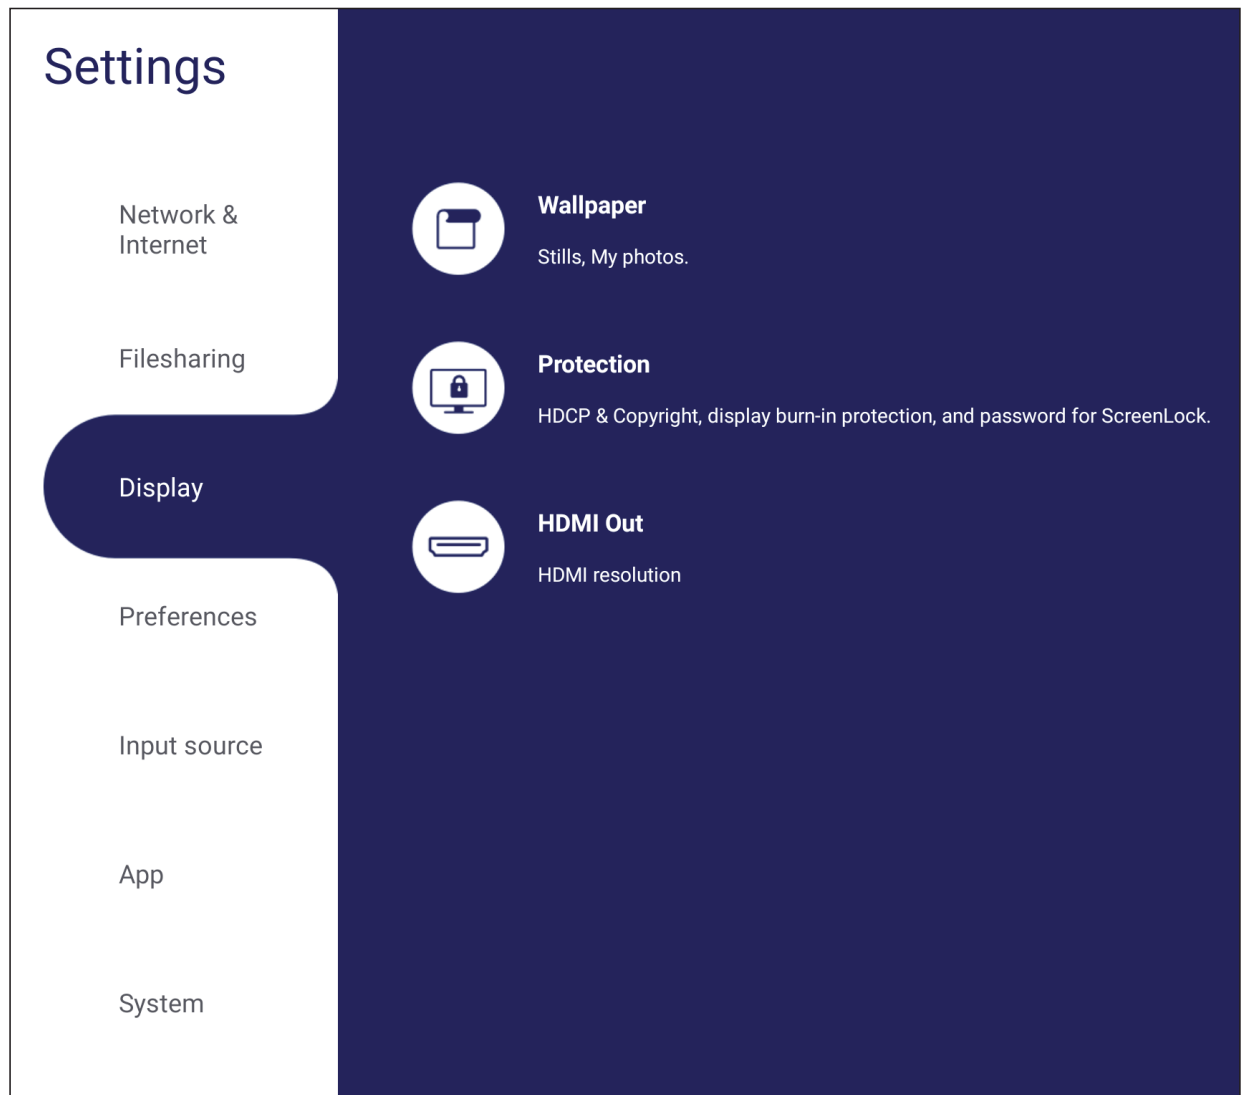 Settings
Network &
Internet
Filesharing
Display
Preferences
Input source
App
System
Wallpaper
Stills, My photos.
Protection
HDCP & Copyright, display burn-in protection, and password for ScreenLock.
HDMI Out
HDMI resolution